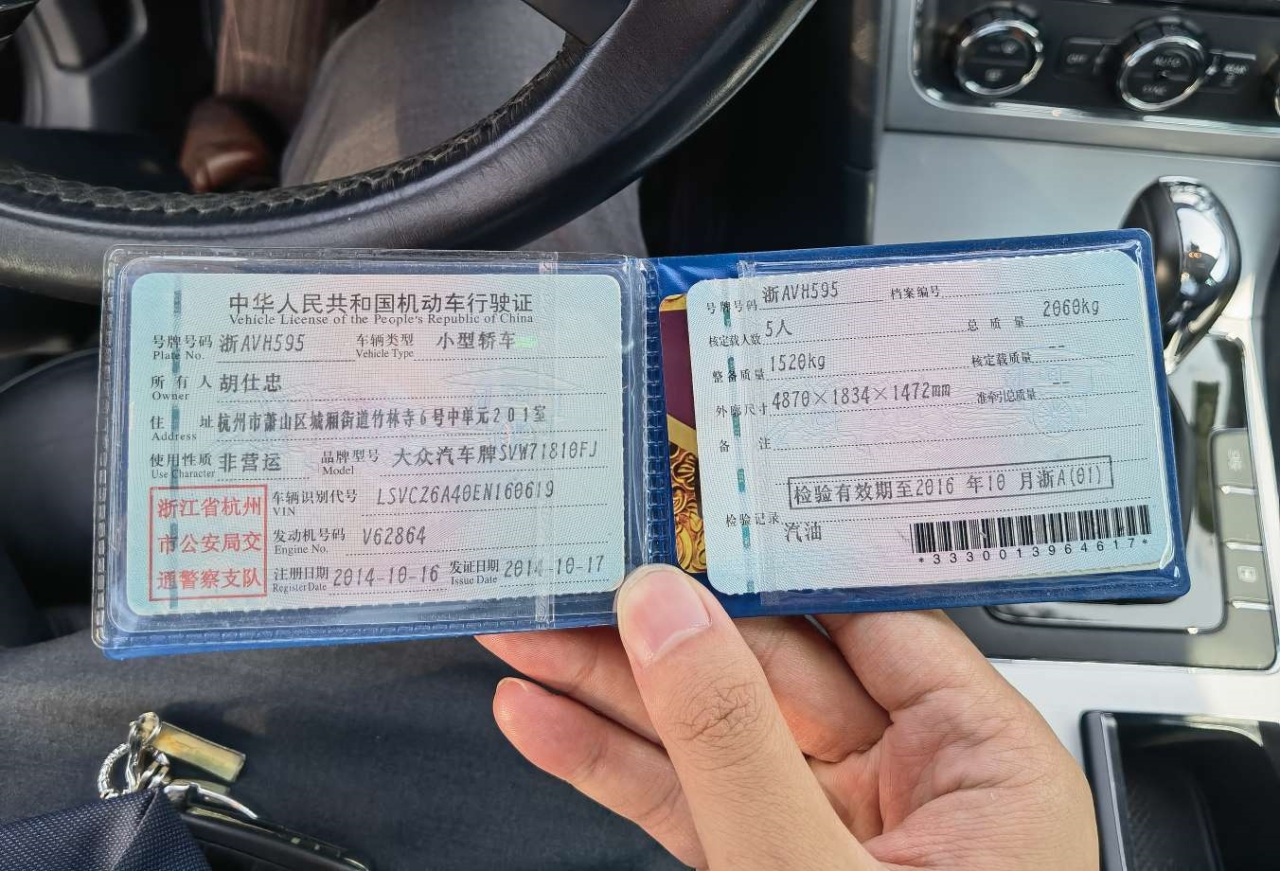 中华人民共和国机动车行驶证
Vehicle License of the People's Republic of China
号牌号码 浙AVH595 车辆类型 小型轿车
Plate No. Vehicle Type
所有人 胡仕忠
Owner
住址 杭州市萧山区城厢街道竹林寺6号中单元201室
Address
使用性质 非营运 品牌型号 大众汽车牌SVW71810FJ
Use Character Model
浙江省杭州
市公安局交
通警察支队
车辆识别代号 LSVCZ6A40EN160619
VIN
发动机号码 V62864
Engine No.
注册日期 2014-10-16 发证日期 2014-10-17
Register Date Issue Date
号牌号码 浙AVH595 档案编号
核定载人数 5人 总质量 2060kg
整备质量 1520kg 核定载质量 --
外廓尺寸 4870×1834×1472mm 准牵引总质量 --
备注
检验有效期至2016 年10 月浙A(01)
检验记录
汽油
*3330013964617*
OFF
AUTO
SYNC